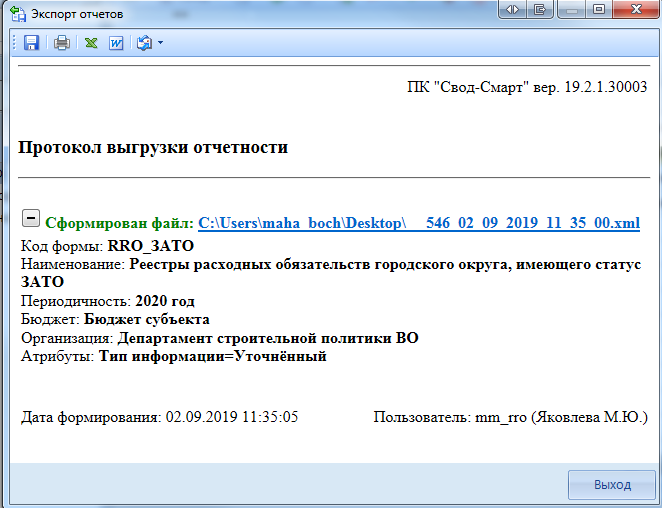 Экспорт отчетов
ПК "Свод-Смарт" вер. 19.2.1.30003
Протокол выгрузки отчетности
Сформирован файл: C:\Users\maha_boch\Desktop\__546_02_09_2019_11_35_00.xml
Код формы: RRO_ЗАТО
Наименование: Реестры расходных обязательств городского округа, имеющего статус
ЗАТО
Периодичность: 2020 год
Бюджет: Бюджет субъекта
Организация: Департамент строительной политики ВО
Атрибуты: Тип информации=Уточнённый
Дата формирования: 02.09.2019 11:35:05 Пользователь: mm_rro (Яковлева М.Ю.)
Выход